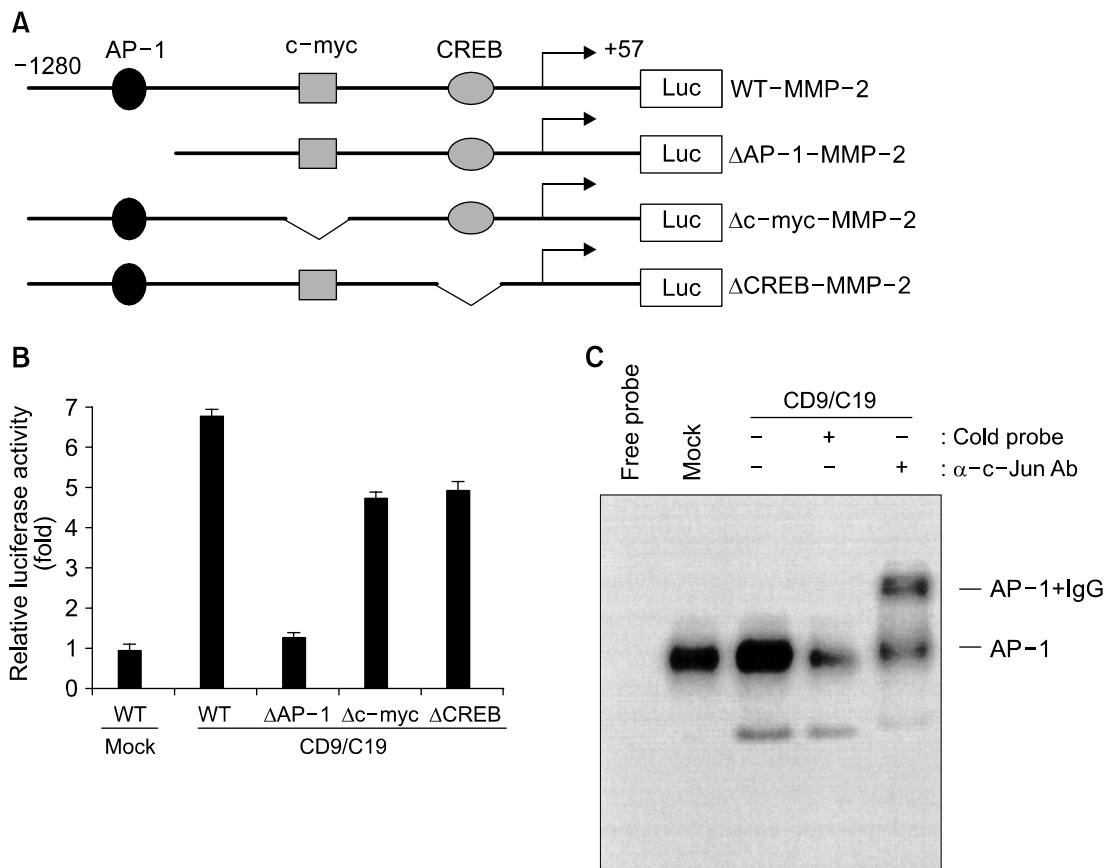 A
AP-1 c-myc CREB
-1280 +57
Luc WT-MMP-2
Luc ΔAP-1-MMP-2
Luc Δc-myc-MMP-2
Luc ΔCREB-MMP-2
B
Relative luciferase activity
(fold)
7
6
5
4
3
2
1
0
WT WT ΔAP-1 Δc-myc ΔCREB
Mock CD9/C19
C
Free probe
Mock
CD9/C19
- + - : Cold probe
- - + : α-c-Jun Ab
AP-1+IgG
AP-1